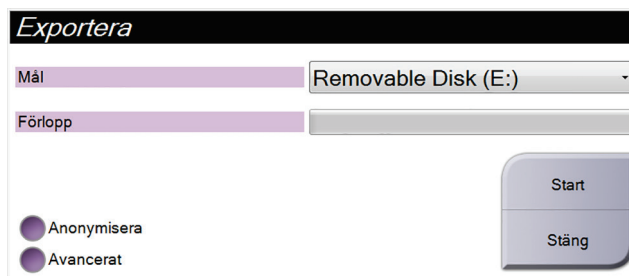 Exportera
Mål
Removable Disk (E:)
Förlopp
Start
Stäng
Anonymisera
Avancerat